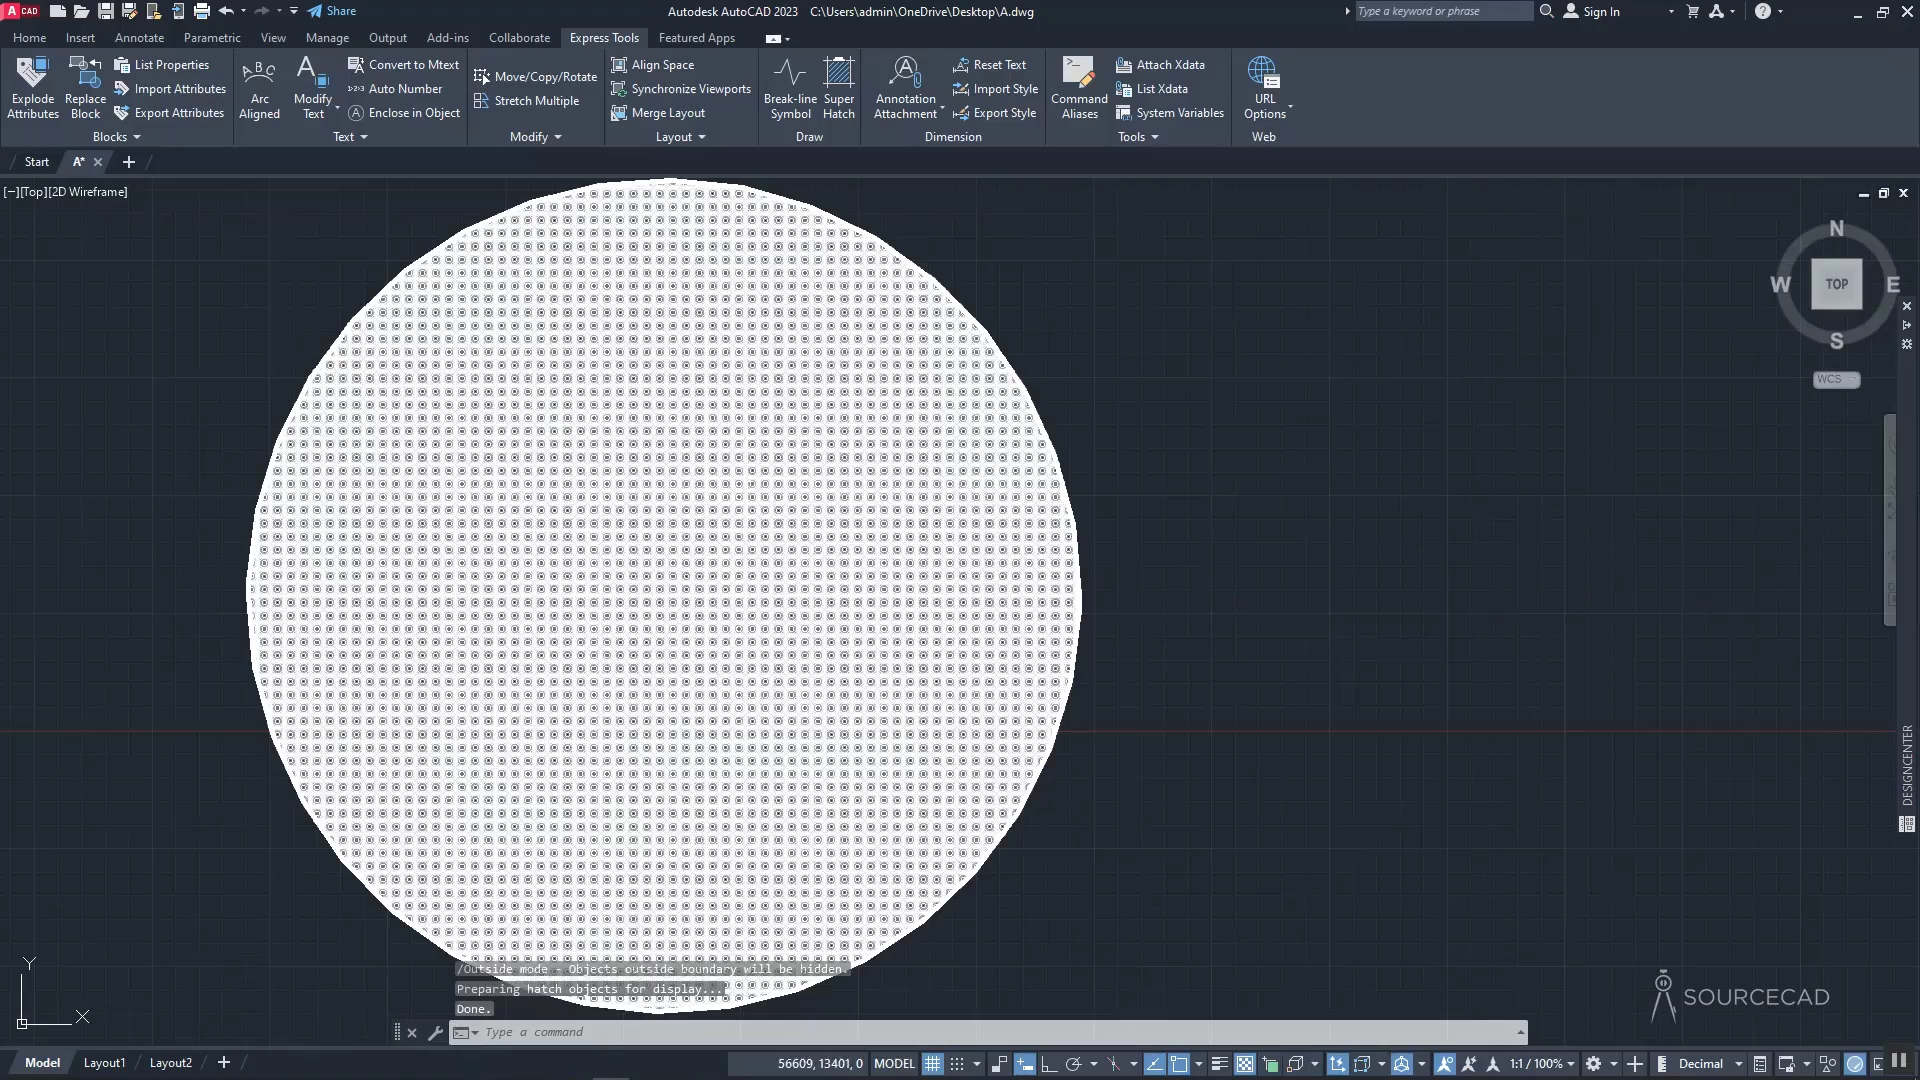 CAD
Share
Autodesk AutoCAD 2023 C:\Users\admin\OneDrive\Desktop\A.dwg
Type a keyword or phrase
Sign In
Home Insert Annotate Parametric View Manage Output Add-ins Collaborate Express Tools Featured Apps
Explode Attributes
Replace Block
List Properties
Import Attributes
Export Attributes
Blocks
Arc Aligned
Modify Text
Convert to Mtext
Auto Number
Enclose in Object
Text
Move/Copy/Rotate
Stretch Multiple
Modify
Align Space
Synchronize Viewports
Merge Layout
Layout
Break-line Symbol
Super Hatch
Draw
Annotation Attachment
Reset Text
Import Style
Export Style
Dimension
Command Aliases
Attach Xdata
List Xdata
System Variables
Tools
URL Options
Web
Start A*
[−][Top][2D Wireframe]
N
W TOP E
S
WCS
DESIGNCENTER
/Outside mode - Objects outside boundary will be hidden.
Preparing hatch objects for display...
Done.
Y
X
SOURCECAD
Type a command
Model Layout1 Layout2
56609, 13401, 0 MODEL 1:1 / 100% Decimal